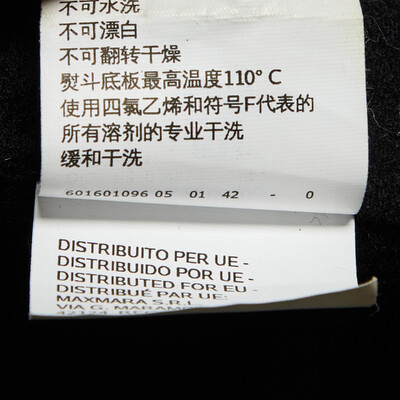 不可水洗
不可漂白
不可翻转干燥
熨斗底板最高温度110° C
使用四氯乙烯和符号F代表的
所有溶剂的专业干洗
缓和干洗
601601096 05 01 42 - 0
DISTRIBUITO PER UE -
DISTRIBUIDO POR UE -
DISTRIBUTED FOR EU -
DISTRIBUÉ PAR UE:
MAXMARA S.R.L
VIA G. MARAM
42124